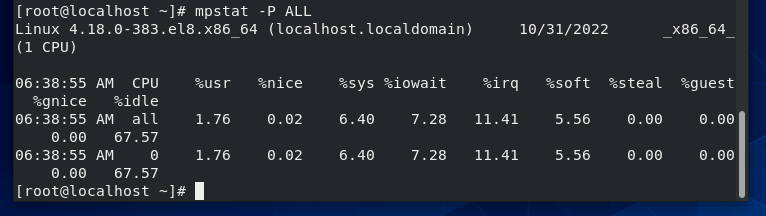 [root@localhost ~]# mpstat -P ALL
Linux 4.18.0-383.el8.x86_64 (localhost.localdomain)     10/31/2022      _x86_64_
(1 CPU)

06:38:55 AM  CPU    %usr   %nice    %sys %iowait    %irq   %soft  %steal  %guest
  %gnice   %idle
06:38:55 AM  all    1.76    0.02    6.40    7.28   11.41    5.56    0.00    0.00
    0.00   67.57
06:38:55 AM    0    1.76    0.02    6.40    7.28   11.41    5.56    0.00    0.00
    0.00   67.57
[root@localhost ~]#